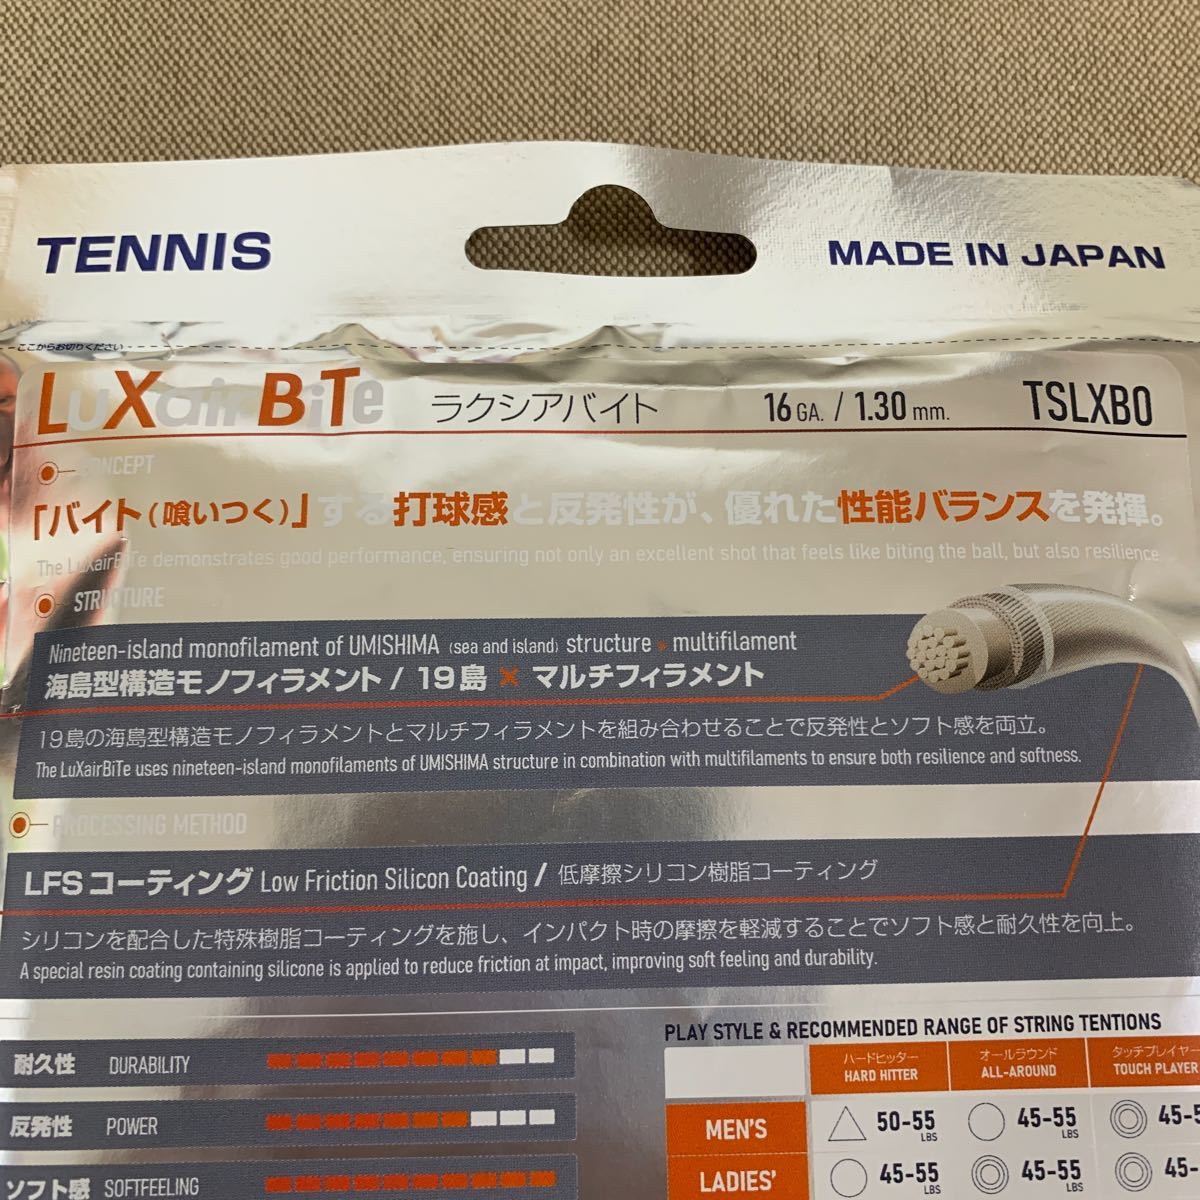 TENNIS
MADE IN JAPAN
ここからお切りください
LuXairBiTe ラクシアバイト 16 GA. / 1.30 mm. TSLXBO
CONCEPT
「バイト(喰いつく)」する打球感と反発性が、優れた性能バランスを発揮。
The LuXairBiTe demonstrates good performance, ensuring not only an excellent shot that feels like biting the ball, but also resilience.
STRUCTURE
Nineteen-island monofilament of UMISHIMA (sea and island) structure × multifilament
海島型構造モノフィラメント / 19島 × マルチフィラメント
19島の海島型構造モノフィラメントとマルチフィラメントを組み合わせることで反発性とソフト感を両立。
The LuXairBiTe uses nineteen-island monofilaments of UMISHIMA structure in combination with multifilaments to ensure both resilience and softness.
PROCESSING METHOD
LFSコーティング Low Friction Silicon Coating / 低摩擦シリコン樹脂コーティング
シリコンを配合した特殊樹脂コーティングを施し、インパクト時の摩擦を軽減することでソフト感と耐久性を向上。
A special resin coating containing silicone is applied to reduce friction at impact, improving soft feeling and durability.
耐久性 DURABILITY
反発性 POWER
ソフト感 SOFTFEELING
PLAY STYLE & RECOMMENDED RANGE OF STRING TENTIONS
ハードヒッター オールラウンド タッチプレイヤー
HARD HITTER ALL-AROUND TOUCH PLAYER
MEN'S △ 50-55 LBS ○ 45-55 LBS ◎ 45-5
LADIES' ○ 45-55 LBS ◎ 45-55 LBS ◎ 45-